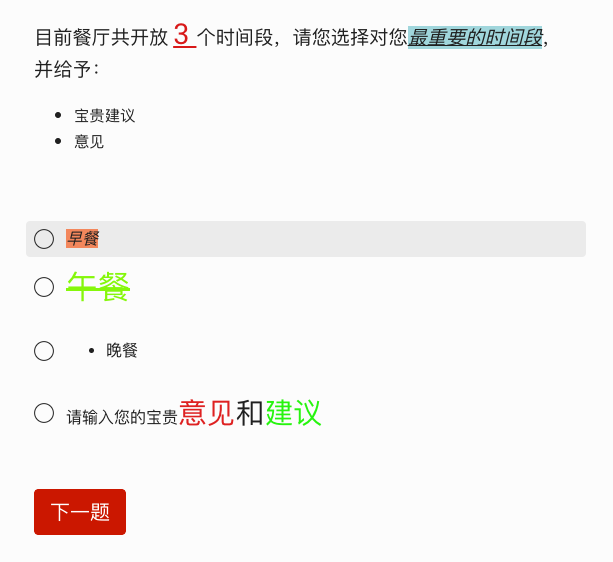 目前餐厅共开放 3 个时间段，请您选择对您最重要的时间段，
并给予：
宝贵建议
意见
早餐
午餐
晚餐
请输入您的宝贵意见和建议
下一题